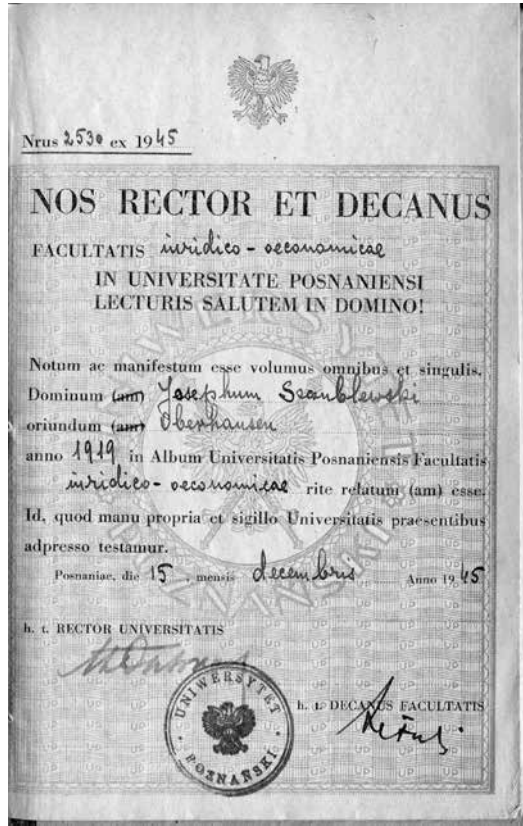 Nrus 2530 ex 1945
NOS RECTOR ET DECANUS
FACULTATIS iuridico - oeconomicae
IN UNIVERSITATE POSNANIENSI
LECTURIS SALUTEM IN DOMINO!
Notum ac manifestum esse volumus omnibus et singulis,
Dominum (am) Josephum Szoublewski
oriundum (am) Oberhausen
anno 1919 in Album Universitatis Posnaniensis Facultatis
iuridico - oeconomicae rite relatum (am) esse.
Id, quod manu propria et sigillo Universitatis praesentibus
adpresso testamur.
Posnaniae, die 15, mensis decembris Anno 1945
h. t. RECTOR UNIVERSITATIS
h. t. DECANUS FACULTATIS
UNIWERSYTET
POZNAŃSKI